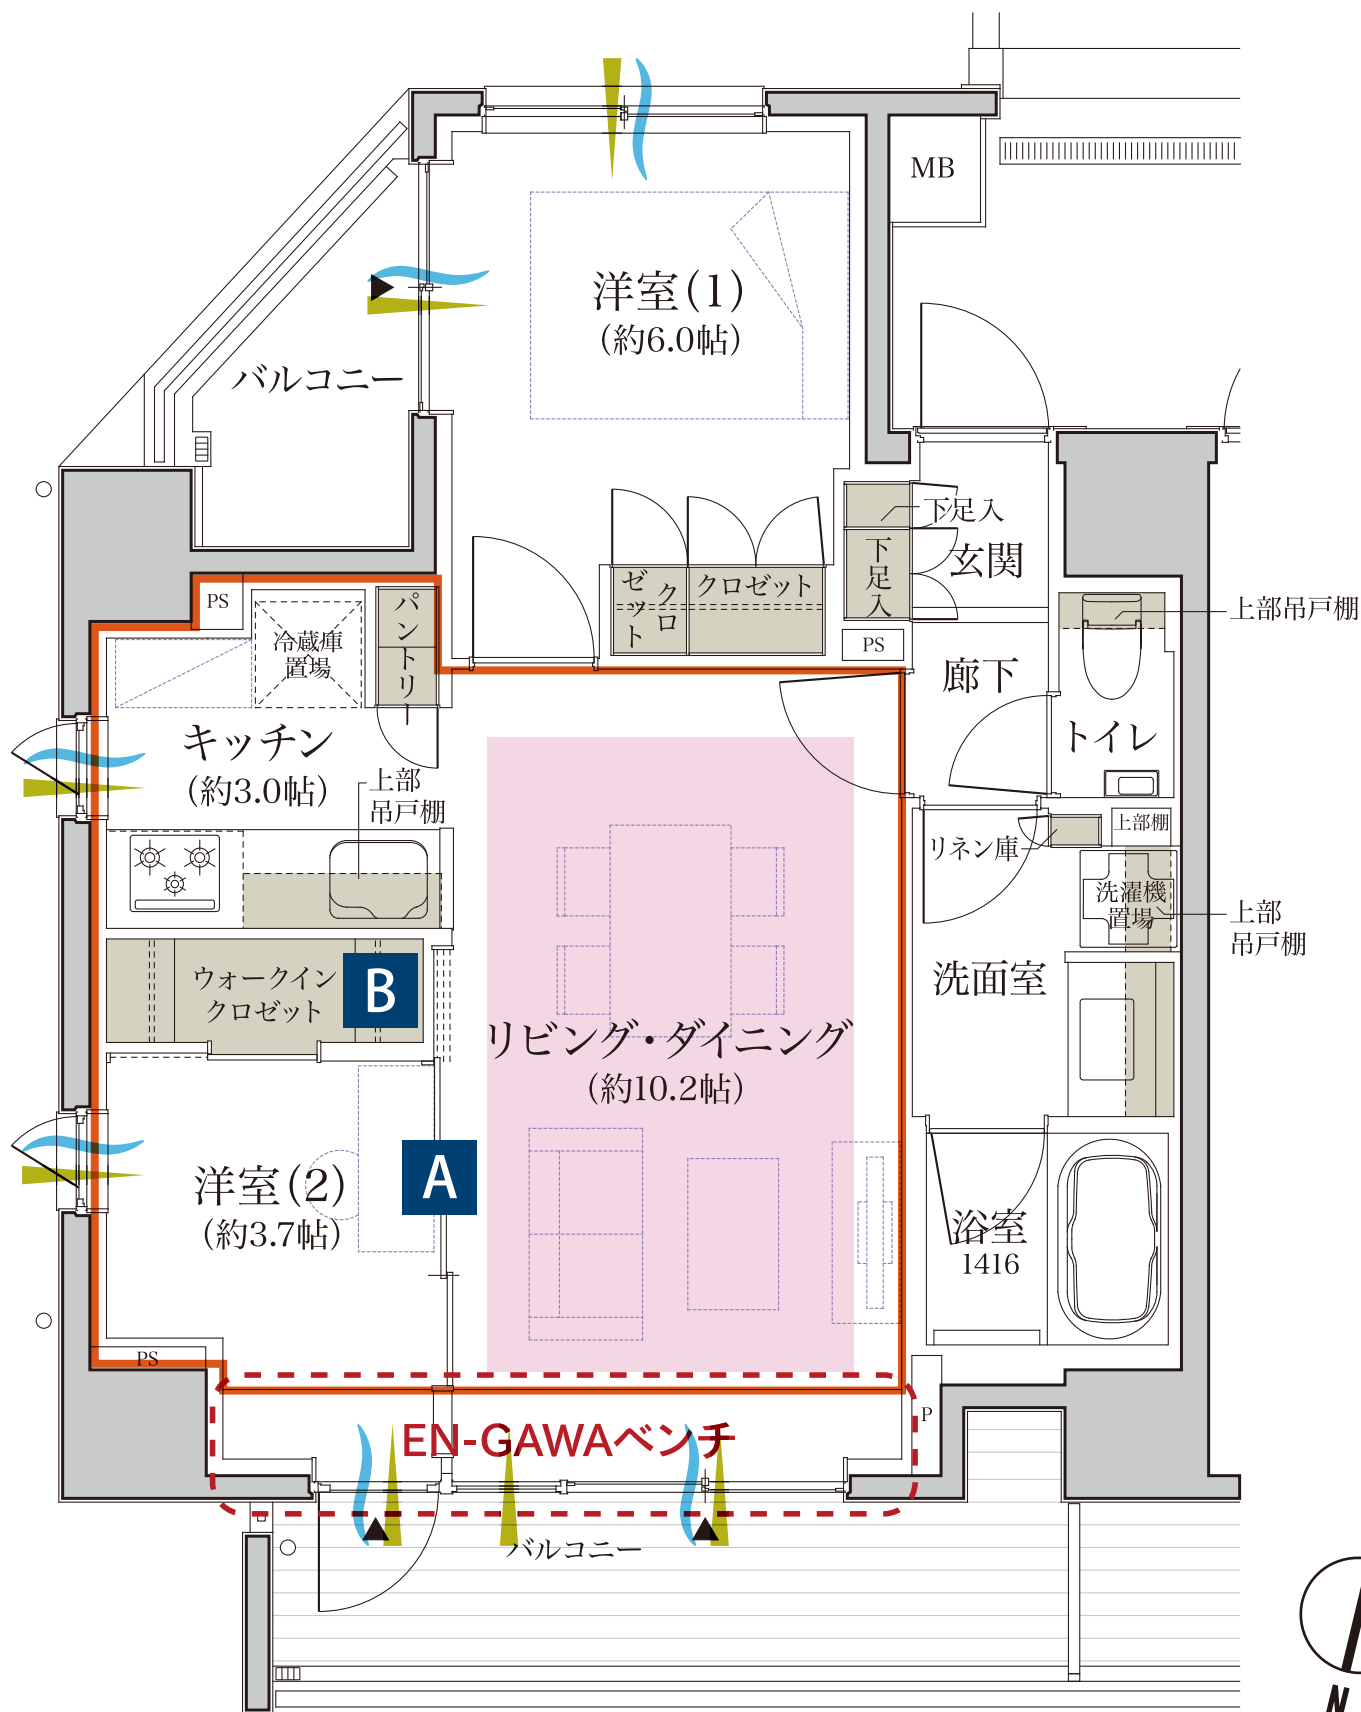 MB
洋室(1)
(約6.0帖)
バルコニー
下足入
下足入
玄関
クロゼット
クロゼット
PS
パントリー
冷蔵庫
置場
PS
廊下
上部吊戸棚
トイレ
キッチン
(約3.0帖)
上部
吊戸棚
リネン庫
上部棚
洗濯機
置場
上部
吊戸棚
ウォークイン
クロゼット
B
洗面室
リビング・ダイニング
(約10.2帖)
A
洋室(2)
(約3.7帖)
浴室
1416
PS
P
EN-GAWAベンチ
バルコニー
N